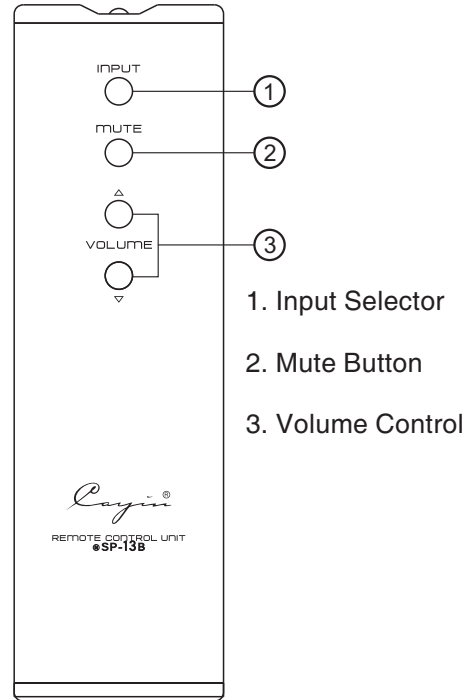 INPUT
1
MUTE
2
△
VOLUME
3
▽
1. Input Selector
2. Mute Button
3. Volume Control
Cayin®
REMOTE CONTROL UNIT
SP-13B